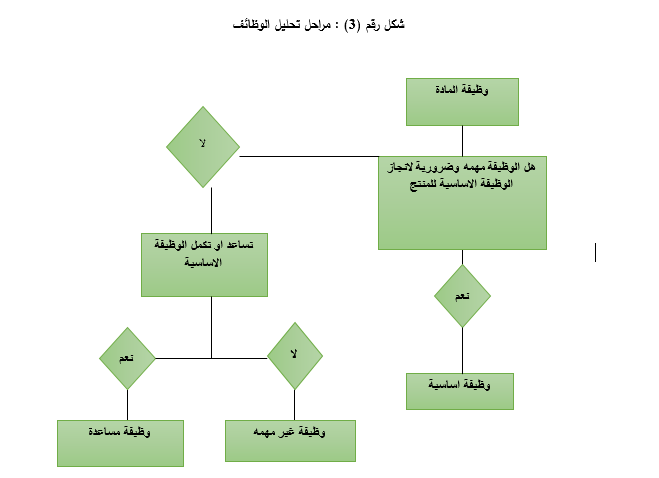 شكل رقم (3) : مراحل تحليل الوظائف
وظيفة المادة
هل الوظيفة مهمه وضرورية لانجاز
الوظيفة الاساسية للمنتج
لا
تساعد او تكمل الوظيفة
الاساسية
نعم
نعم
لا
وظيفة اساسية
وظيفة مساعدة
وظيفة غير مهمه